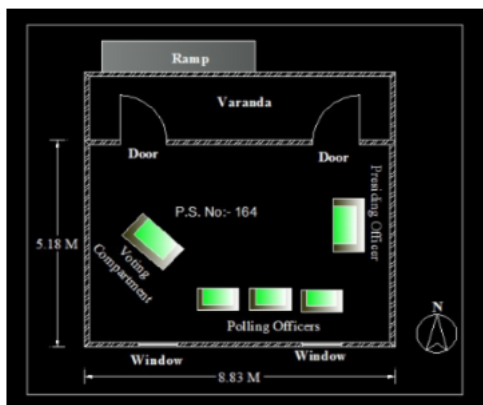 Ramp
Varanda
Door
Door
P.S. No:- 164
Presiding Officer
5.18 M
Voting
Compartment
Polling Officers
N
Window
Window
8.83 M